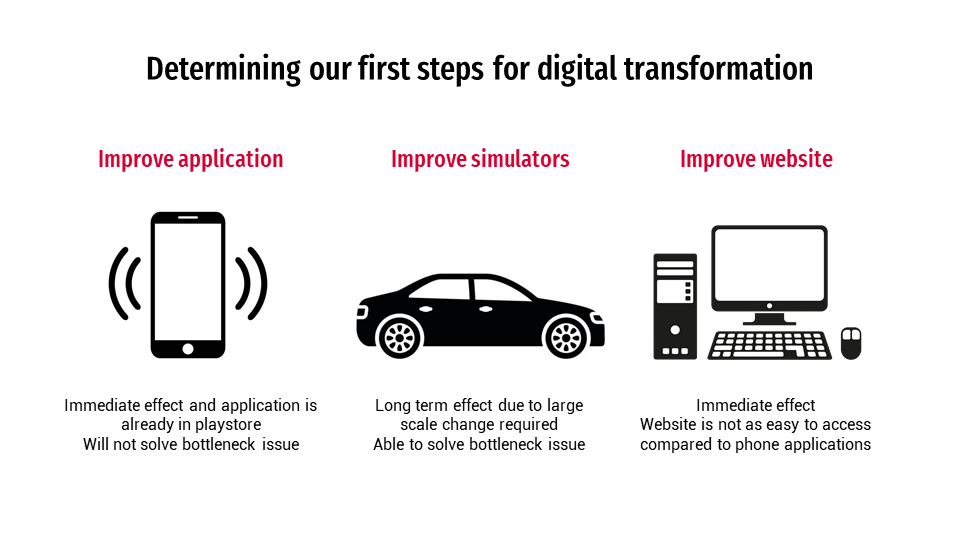 Determining our first steps for digital transformation
Improve application
Improve simulators
Improve website
Immediate effect and application is
already in playstore
Will not solve bottleneck issue
Long term effect due to large
scale change required
Able to solve bottleneck issue
Immediate effect
Website is not as easy to access
compared to phone applications